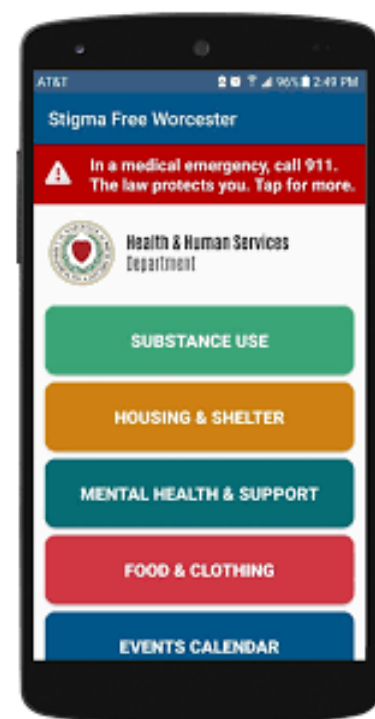 AT&T 96% 2:49 PM
Stigma Free Worcester
In a medical emergency, call 911.
The law protects you. Tap for more.
Health & Human Services
Department
SUBSTANCE USE
HOUSING & SHELTER
MENTAL HEALTH & SUPPORT
FOOD & CLOTHING
EVENTS CALENDAR